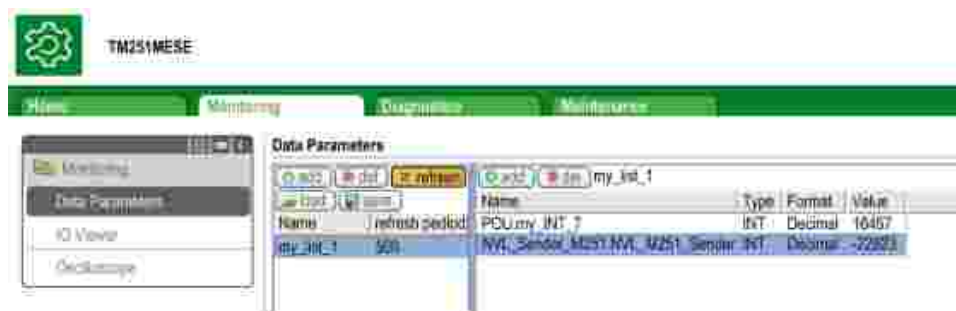 TM251MESE
Home Monitoring Diagnostics Maintenance
Monitoring
Data Parameters
IO Viewer
Oscilloscope
Data Parameters
add del refresh
load save
Name refresh period
my_list_1 500
add del my_list_1
Name Type Format Value
POU.my_INT_7 INT Decimal 16457
NVL_Sender_M251.NVL_M251_Sender INT Decimal